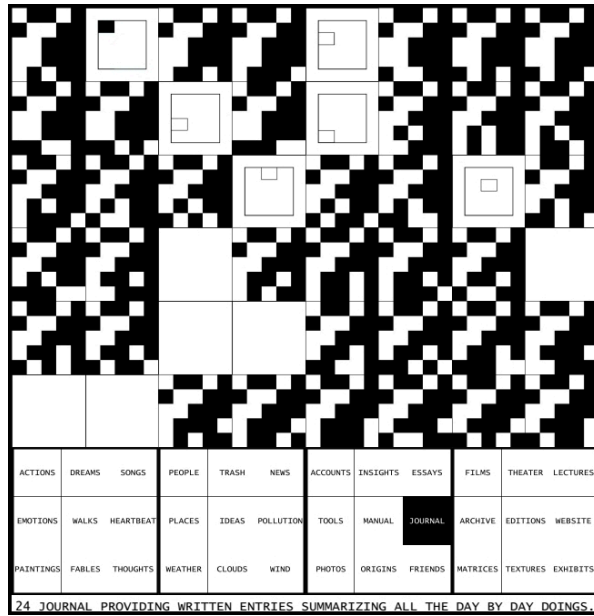 ACTIONS DREAMS SONGS PEOPLE TRASH NEWS ACCOUNTS INSIGHTS ESSAYS FILMS THEATER LECTURES
EMOTIONS WALKS HEARTBEAT PLACES IDEAS POLLUTION TOOLS MANUAL JOURNAL ARCHIVE EDITIONS WEBSITE
PAINTINGS FABLES THOUGHTS WEATHER CLOUDS WIND PHOTOS ORIGINS FRIENDS MATRICES TEXTURES EXHIBITS
24 JOURNAL PROVIDING WRITTEN ENTRIES SUMMARIZING ALL THE DAY BY DAY DOINGS.